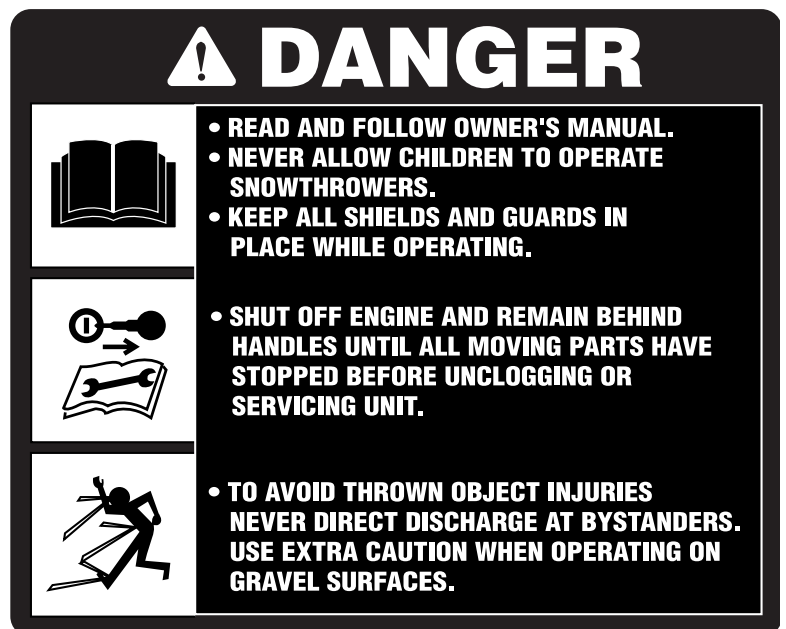 DANGER
• READ AND FOLLOW OWNER'S MANUAL.
• NEVER ALLOW CHILDREN TO OPERATE
SNOWTHROWERS.
• KEEP ALL SHIELDS AND GUARDS IN
PLACE WHILE OPERATING.
• SHUT OFF ENGINE AND REMAIN BEHIND
HANDLES UNTIL ALL MOVING PARTS HAVE
STOPPED BEFORE UNCLOGGING OR
SERVICING UNIT.
• TO AVOID THROWN OBJECT INJURIES
NEVER DIRECT DISCHARGE AT BYSTANDERS.
USE EXTRA CAUTION WHEN OPERATING ON
GRAVEL SURFACES.